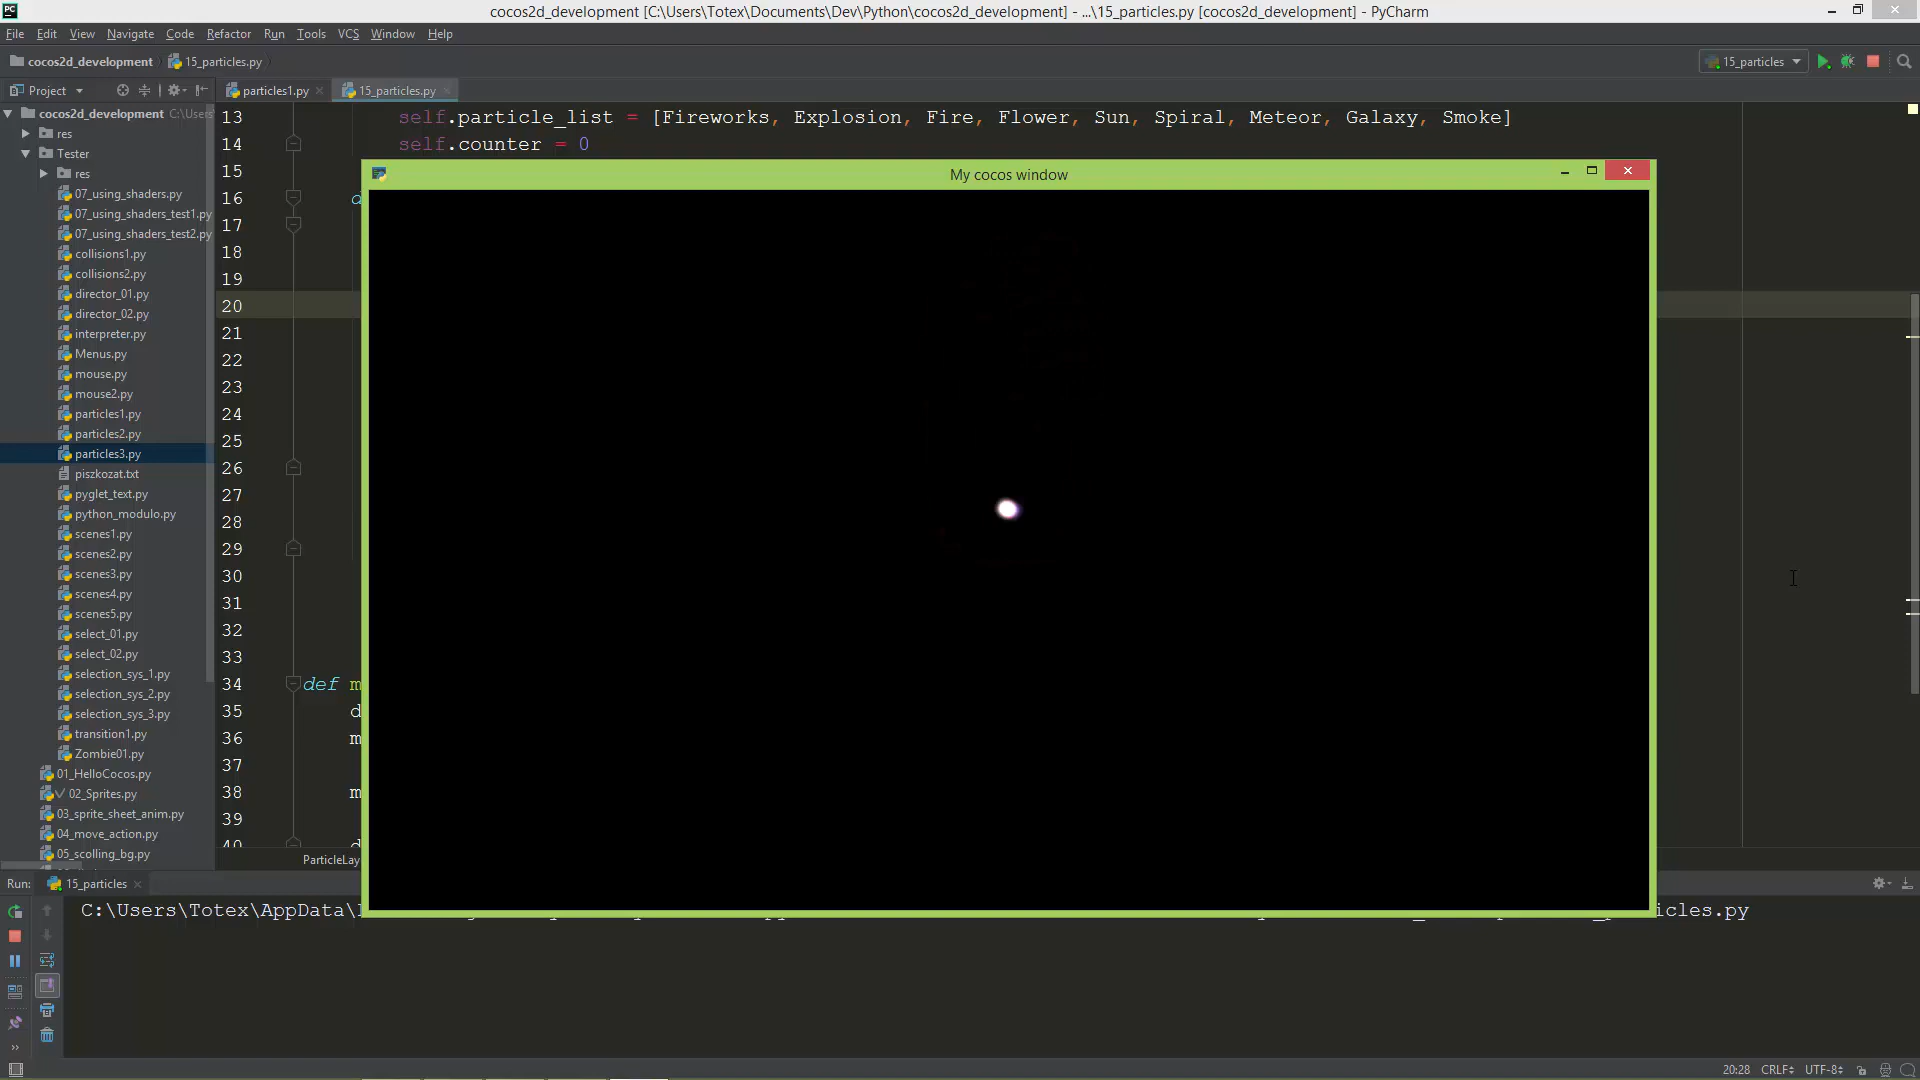 cocos2d_development [C:\Users\Totex\Documents\Dev\Python\cocos2d_development] - ...\15_particles.py [cocos2d_development] - PyCharm
File Edit View Navigate Code Refactor Run Tools VCS Window Help
cocos2d_development 15_particles.py 15_particles
Project particles1.py 15_particles.py
cocos2d_development C:\Users
res
Tester
res
07_using_shaders.py
07_using_shaders_test1.py
07_using_shaders_test2.py
collisions1.py
collisions2.py
director_01.py
director_02.py
interpreter.py
Menus.py
mouse.py
mouse2.py
particles1.py
particles2.py
particles3.py
piszkozat.txt
pyglet_text.py
python_modulo.py
scenes1.py
scenes2.py
scenes3.py
scenes4.py
scenes5.py
select_01.py
select_02.py
selection_sys_1.py
selection_sys_2.py
selection_sys_3.py
transition1.py
Zombie01.py
01_HelloCocos.py
02_Sprites.py
03_sprite_sheet_anim.py
04_move_action.py
05_scolling_bg.py
13 self.particle_list = [Fireworks, Explosion, Fire, Flower, Sun, Spiral, Meteor, Galaxy, Smoke]
14 self.counter = 0
15
16 d
17
18
19
20
21
22
23
24
25
26
27
28
29
30
31
32
33
34 def m
35 d
36 m
37
38 m
39
40 d
ParticleLay
My cocos window
Run: 15_particles
C:\Users\Totex\AppData\ icles.py
20:28 CRLF UTF-8